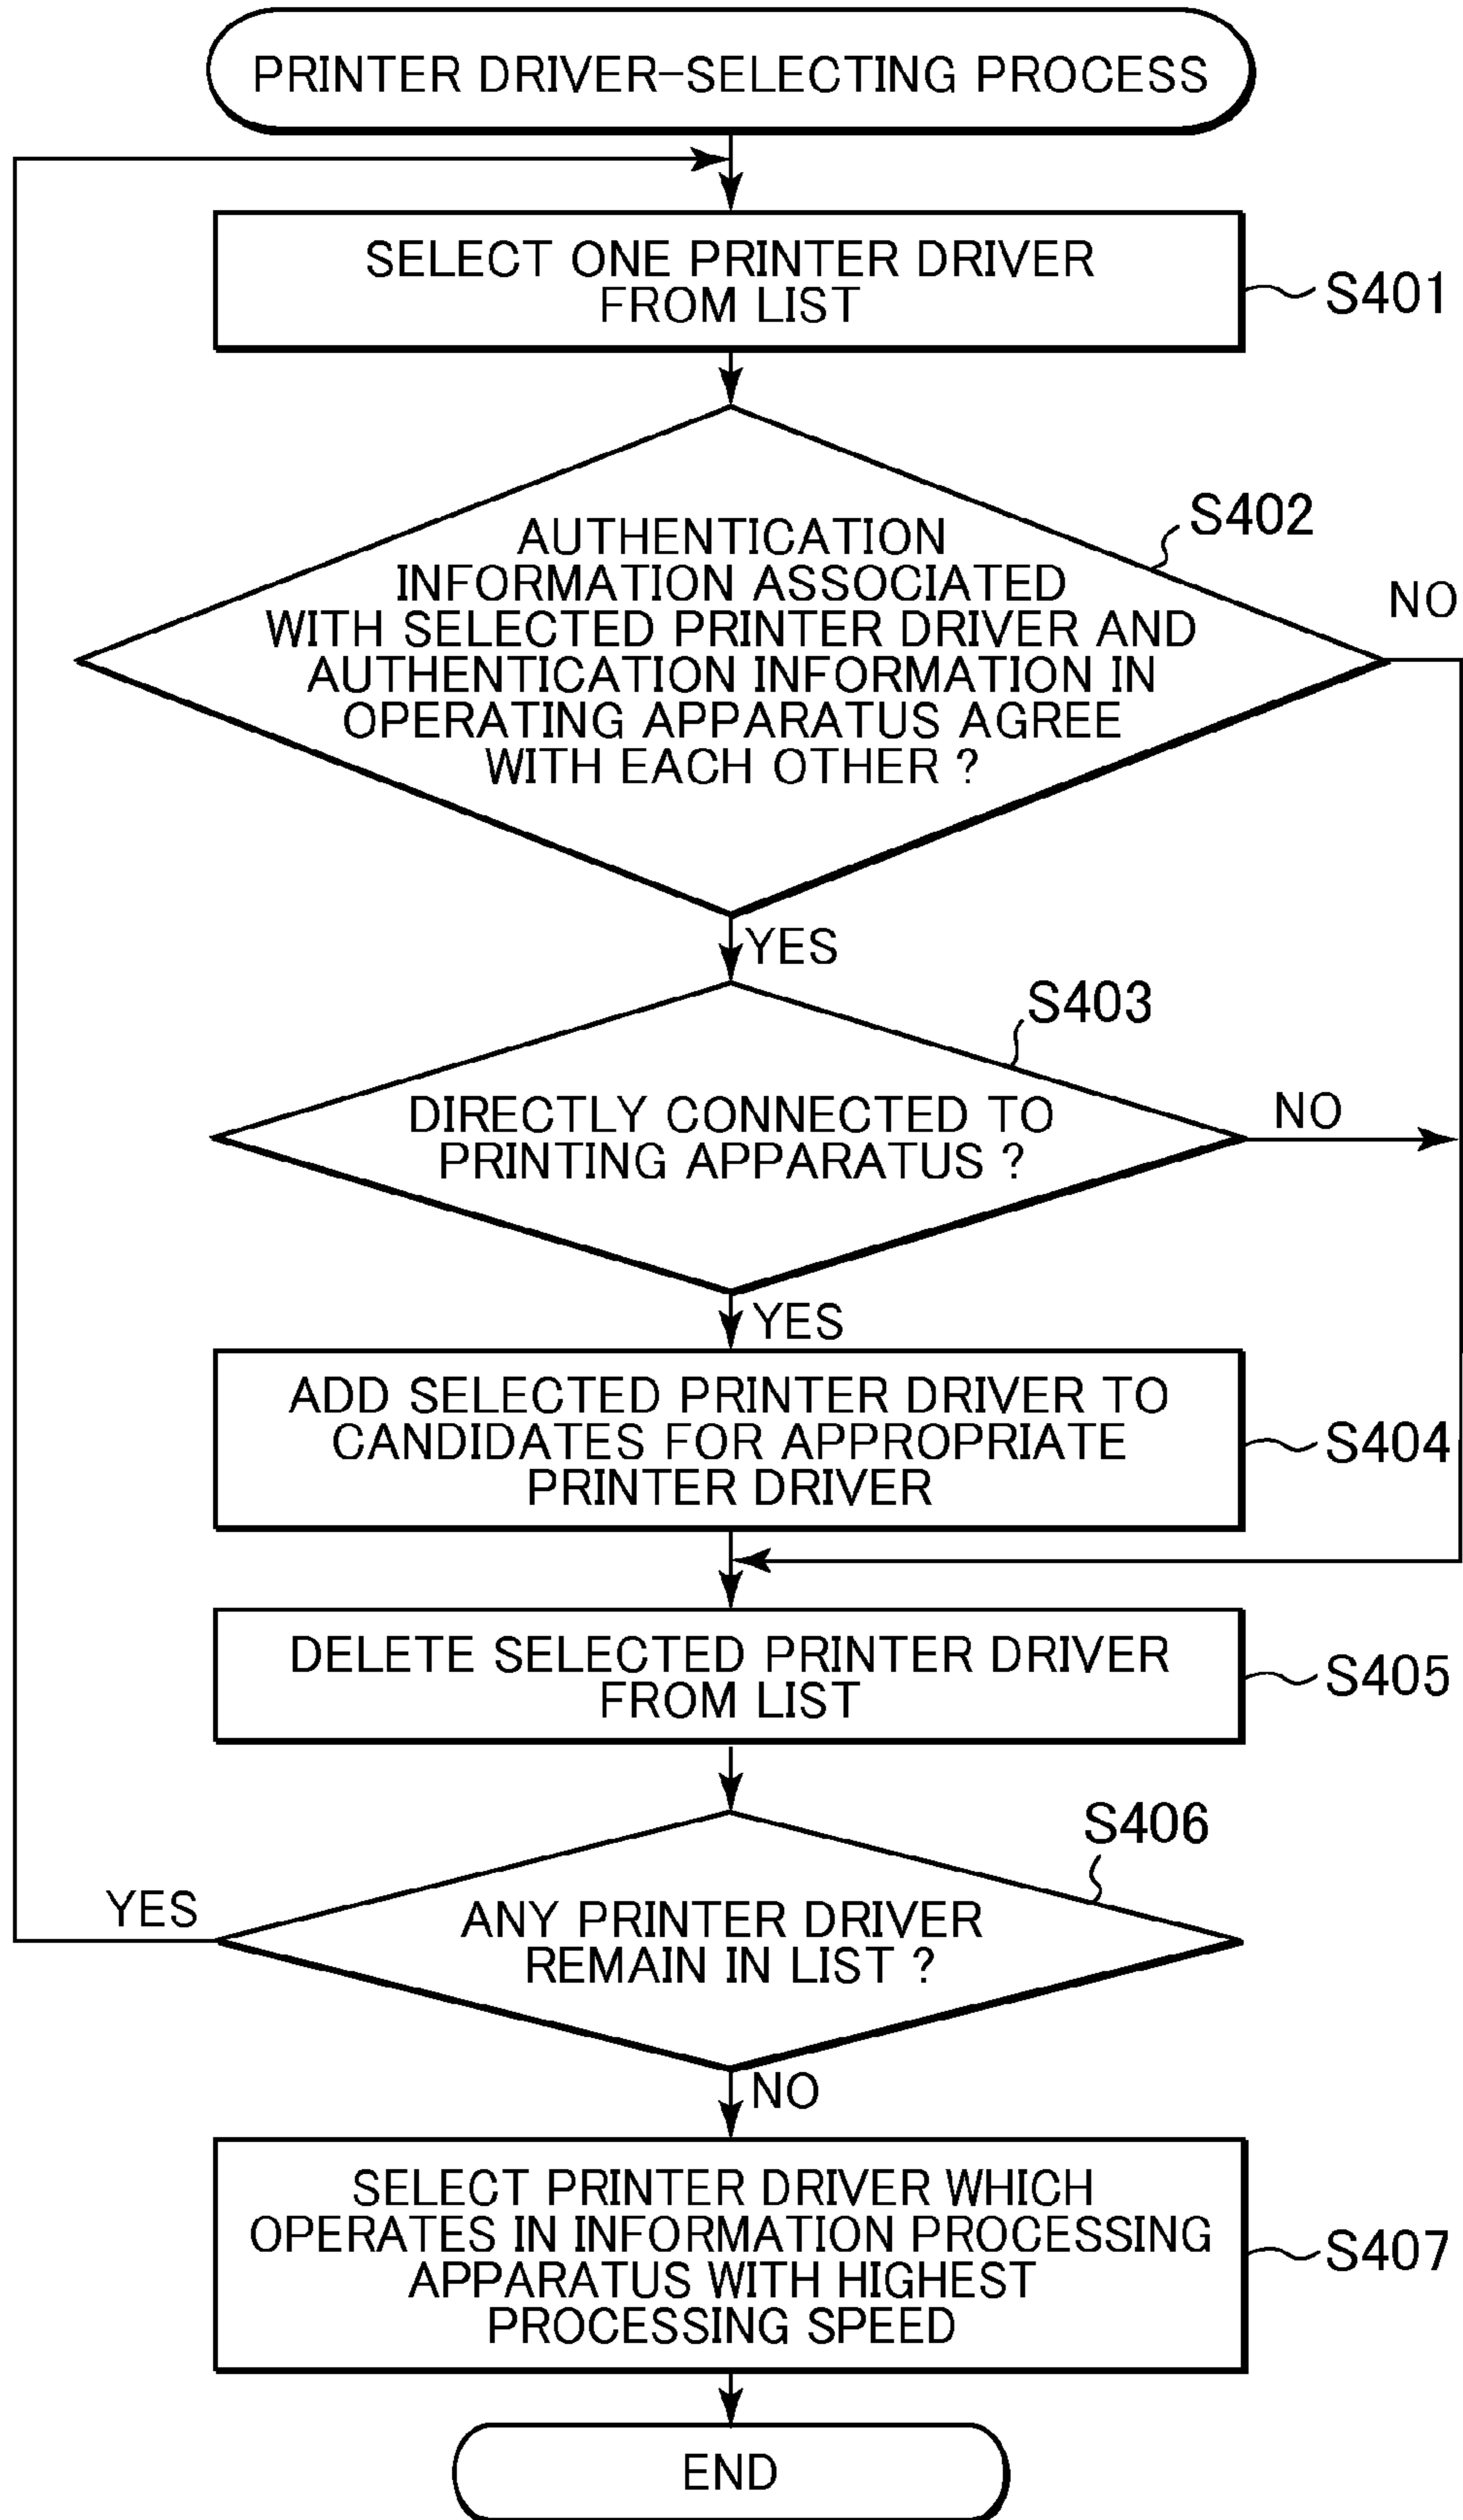 PRINTER DRIVER-SELECTING PROCESS
SELECT ONE PRINTER DRIVER
FROM LIST
S401
S402
AUTHENTICATION
INFORMATION ASSOCIATED
WITH SELECTED PRINTER DRIVER AND
AUTHENTICATION INFORMATION IN
OPERATING APPARATUS AGREE
WITH EACH OTHER ?
NO
YES
S403
DIRECTLY CONNECTED TO
PRINTING APPARATUS ?
NO
YES
ADD SELECTED PRINTER DRIVER TO
CANDIDATES FOR APPROPRIATE
PRINTER DRIVER
S404
DELETE SELECTED PRINTER DRIVER
FROM LIST
S405
S406
YES
ANY PRINTER DRIVER
REMAIN IN LIST ?
NO
SELECT PRINTER DRIVER WHICH
OPERATES IN INFORMATION PROCESSING
APPARATUS WITH HIGHEST
PROCESSING SPEED
S407
END